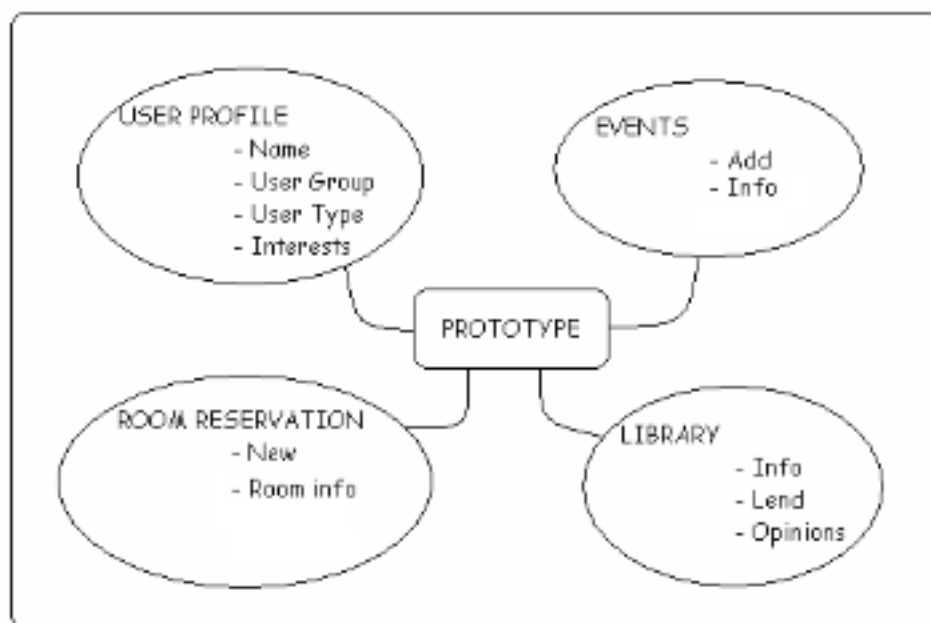 USER PROFILE
- Name
- User Group
- User Type
- Interests
EVENTS
- Add
- Info
PROTOTYPE
ROOM RESERVATION
- New
- Room info
LIBRARY
- Info
- Lend
- Opinions